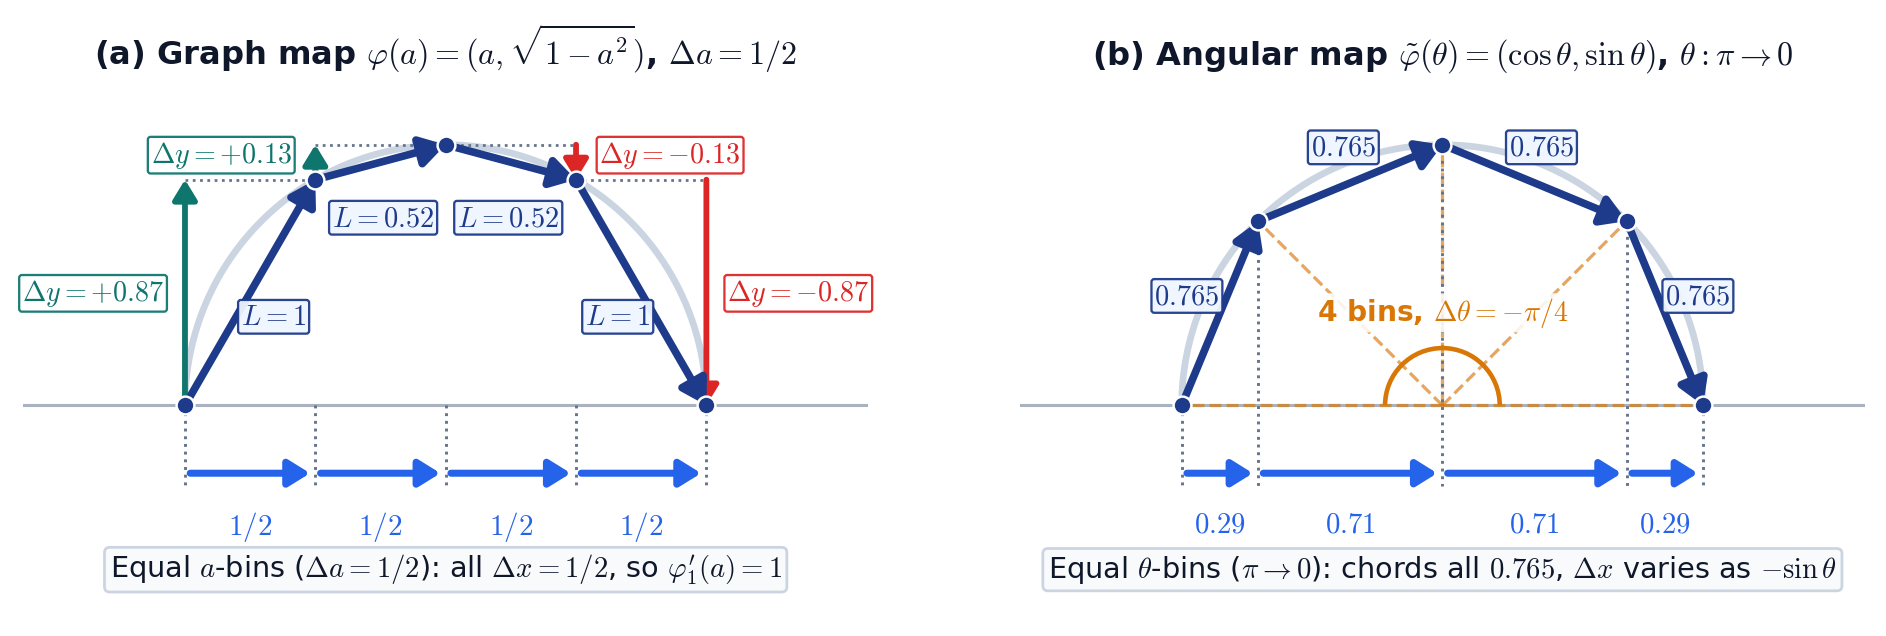 (a) Graph map φ(a) = (a, √(1 − a²)), Δa = 1/2
Δy = +0.13
Δy = −0.13
L = 0.52
L = 0.52
Δy = +0.87
Δy = −0.87
L = 1
L = 1
1/2
1/2
1/2
1/2
Equal a-bins (Δa = 1/2): all Δx = 1/2, so φ₁′(a) = 1
(b) Angular map φ̃(θ) = (cos θ, sin θ), θ : π → 0
0.765
0.765
0.765
0.765
4 bins, Δθ = −π/4
0.29
0.71
0.71
0.29
Equal θ-bins (π → 0): chords all 0.765, Δx varies as −sin θ